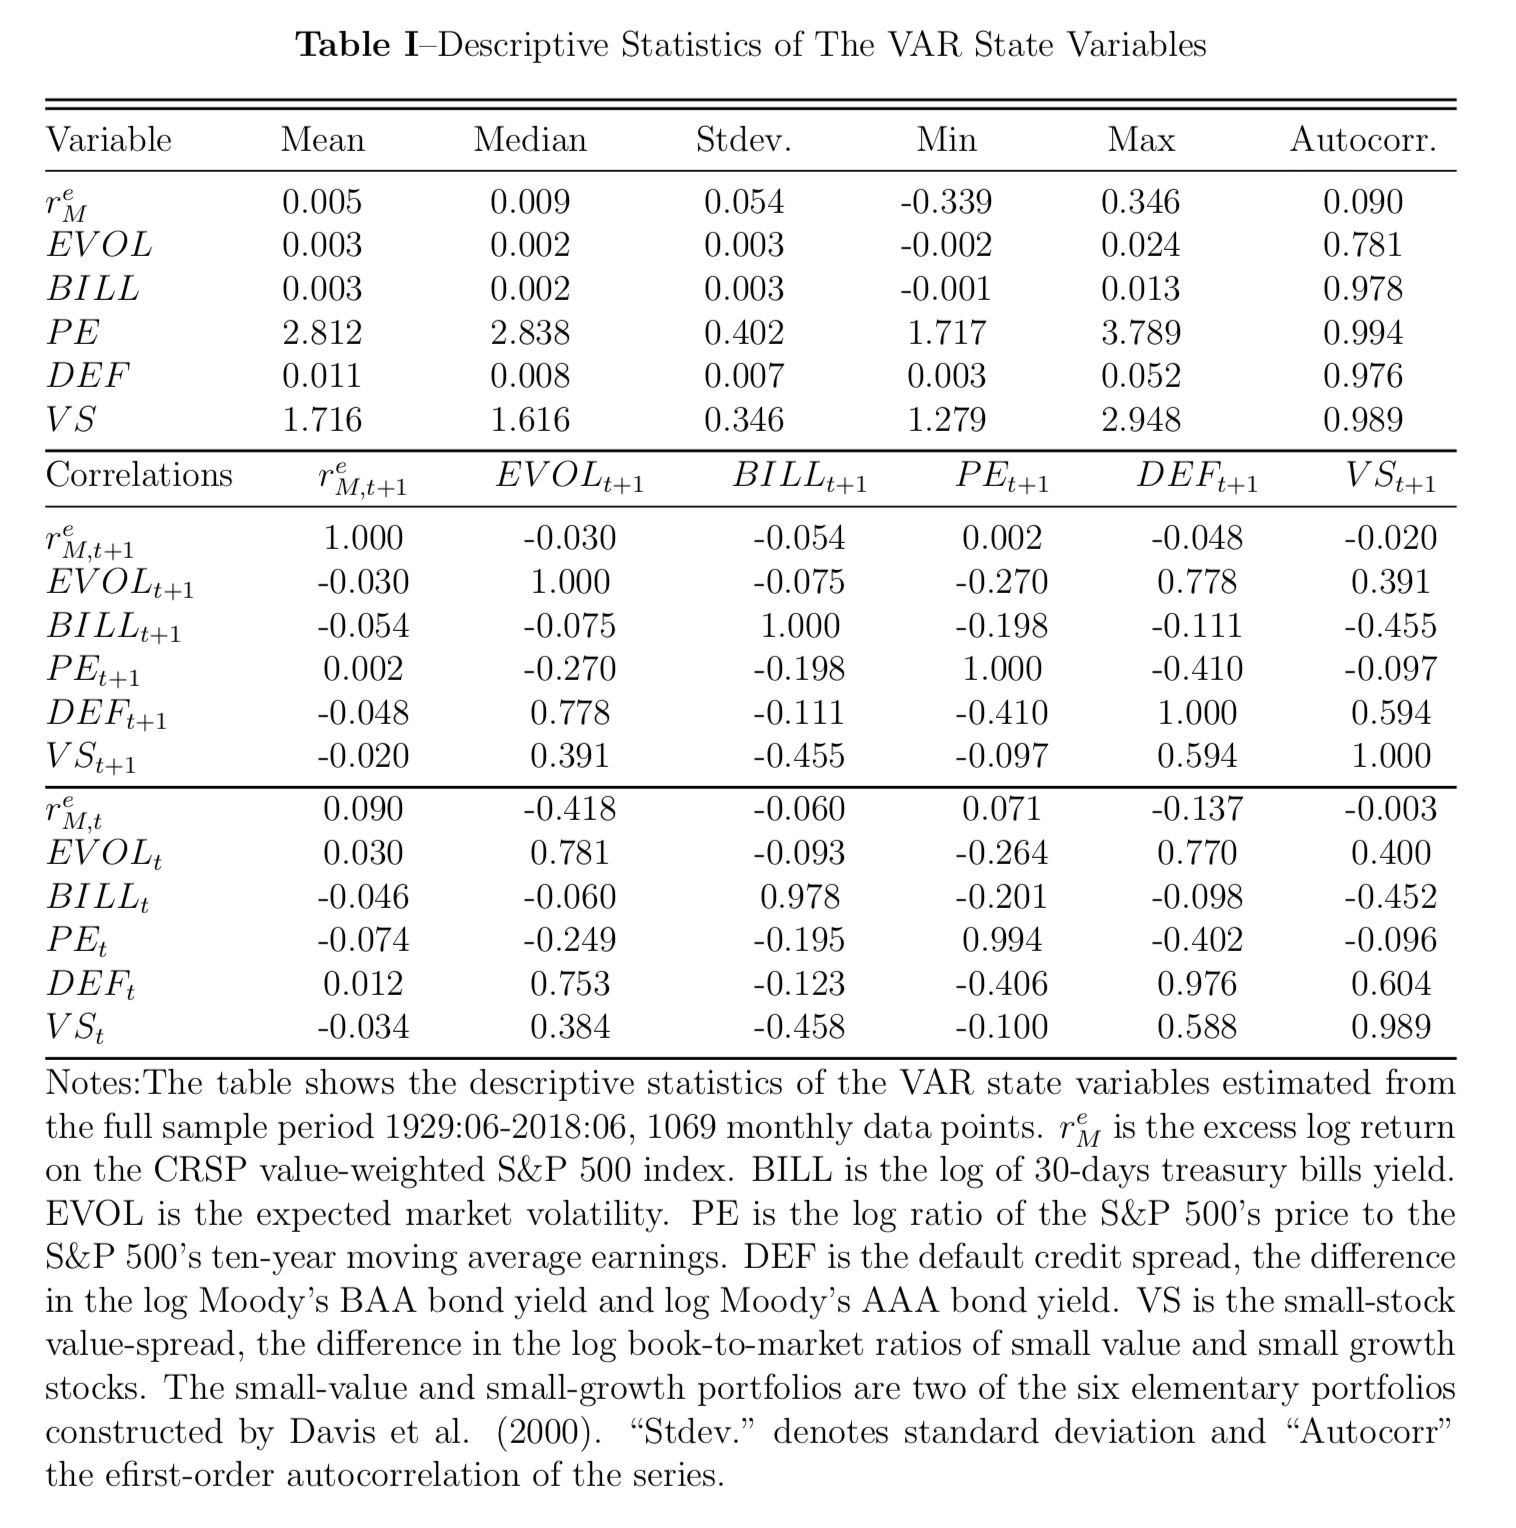 Table I–Descriptive Statistics of The VAR State Variables
Variable Mean Median Stdev. Min Max Autocorr.
r^e_M 0.005 0.009 0.054 -0.339 0.346 0.090
EVOL 0.003 0.002 0.003 -0.002 0.024 0.781
BILL 0.003 0.002 0.003 -0.001 0.013 0.978
PE 2.812 2.838 0.402 1.717 3.789 0.994
DEF 0.011 0.008 0.007 0.003 0.052 0.976
VS 1.716 1.616 0.346 1.279 2.948 0.989
Correlations r^e_{M,t+1} EVOL_{t+1} BILL_{t+1} PE_{t+1} DEF_{t+1} VS_{t+1}
r^e_{M,t+1} 1.000 -0.030 -0.054 0.002 -0.048 -0.020
EVOL_{t+1} -0.030 1.000 -0.075 -0.270 0.778 0.391
BILL_{t+1} -0.054 -0.075 1.000 -0.198 -0.111 -0.455
PE_{t+1} 0.002 -0.270 -0.198 1.000 -0.410 -0.097
DEF_{t+1} -0.048 0.778 -0.111 -0.410 1.000 0.594
VS_{t+1} -0.020 0.391 -0.455 -0.097 0.594 1.000
r^e_{M,t} 0.090 -0.418 -0.060 0.071 -0.137 -0.003
EVOL_t 0.030 0.781 -0.093 -0.264 0.770 0.400
BILL_t -0.046 -0.060 0.978 -0.201 -0.098 -0.452
PE_t -0.074 -0.249 -0.195 0.994 -0.402 -0.096
DEF_t 0.012 0.753 -0.123 -0.406 0.976 0.604
VS_t -0.034 0.384 -0.458 -0.100 0.588 0.989
Notes:The table shows the descriptive statistics of the VAR state variables estimated from
the full sample period 1929:06-2018:06, 1069 monthly data points. r^e_M is the excess log return
on the CRSP value-weighted S&P 500 index. BILL is the log of 30-days treasury bills yield.
EVOL is the expected market volatility. PE is the log ratio of the S&P 500's price to the
S&P 500's ten-year moving average earnings. DEF is the default credit spread, the difference
in the log Moody's BAA bond yield and log Moody's AAA bond yield. VS is the small-stock
value-spread, the difference in the log book-to-market ratios of small value and small growth
stocks. The small-value and small-growth portfolios are two of the six elementary portfolios
constructed by Davis et al. (2000). “Stdev.” denotes standard deviation and “Autocorr”
the efirst-order autocorrelation of the series.